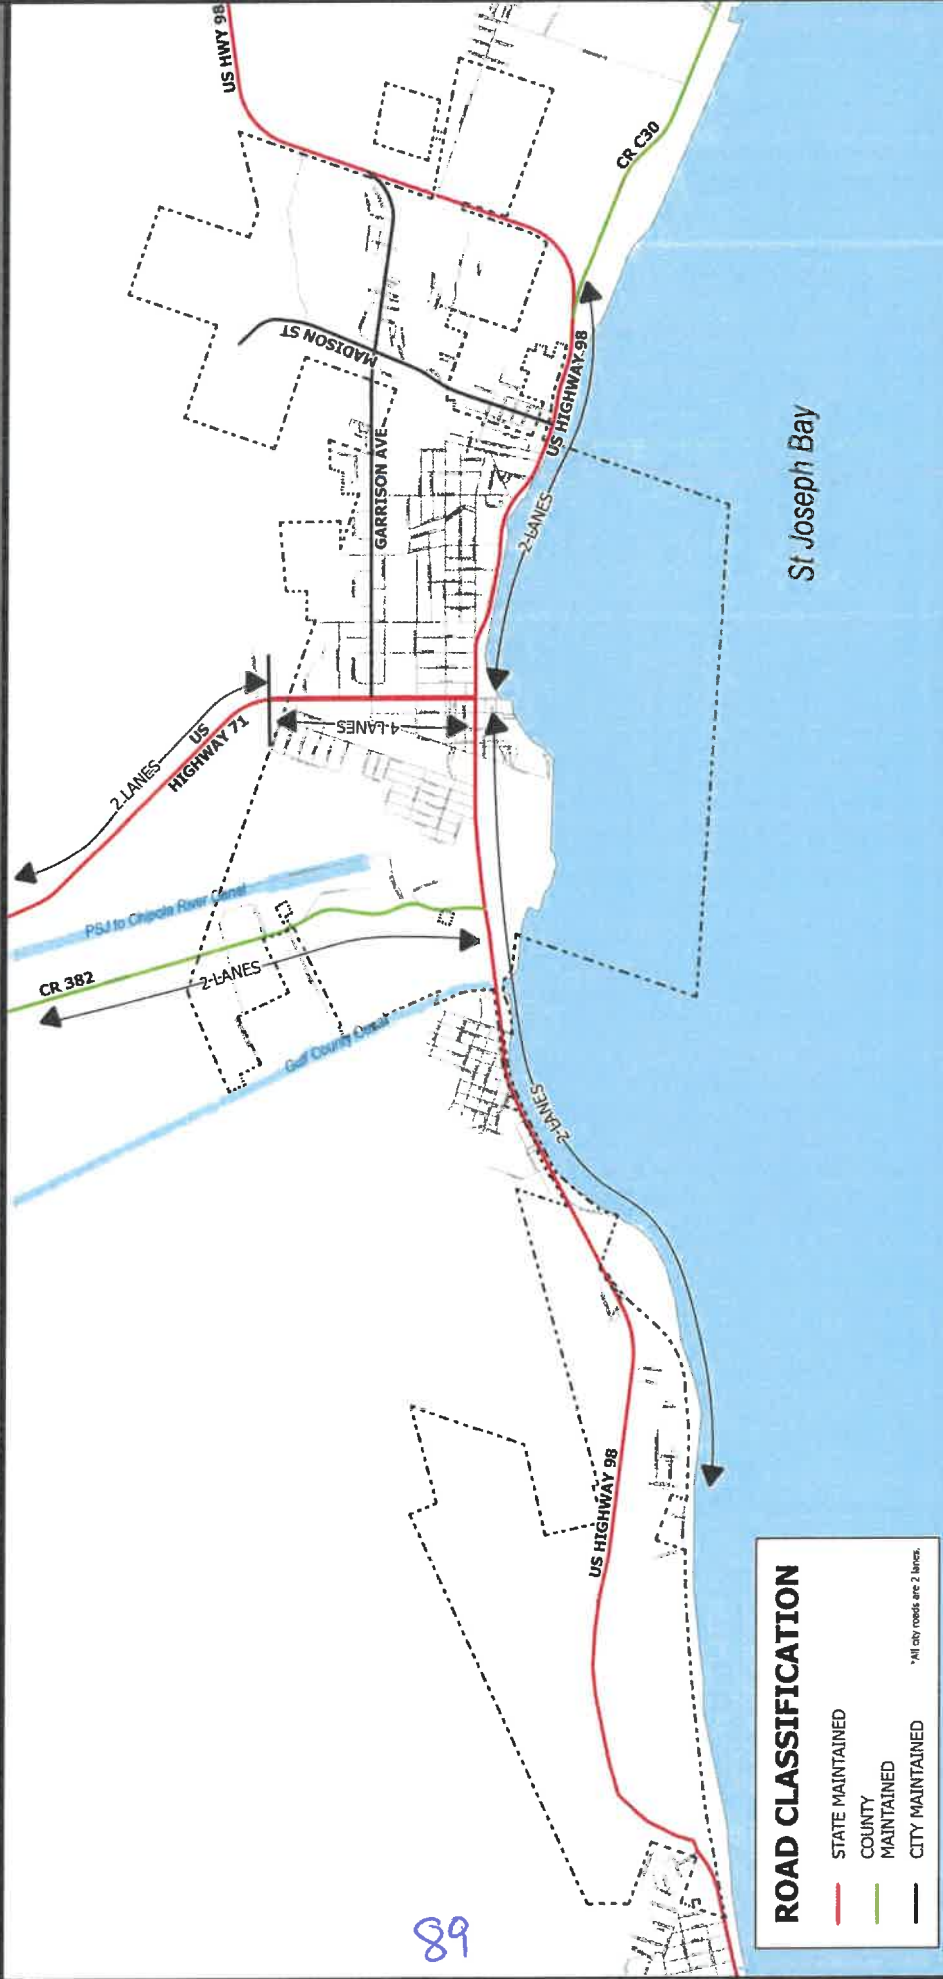 US HWY 98
CR C30
MADISON ST
GARRISON AVE
US HIGHWAY 98
2-LANES
St Joseph Bay
4-LANES
2-LANES
US
HIGHWAY 71
PSJ to Chipola River Canal
CR 382
2-LANES
Gulf County Canal
2-LANES
US HIGHWAY 98
ROAD CLASSIFICATION
STATE MAINTAINED
COUNTY
MAINTAINED
CITY MAINTAINED
*All city roads are 2 lanes.
89